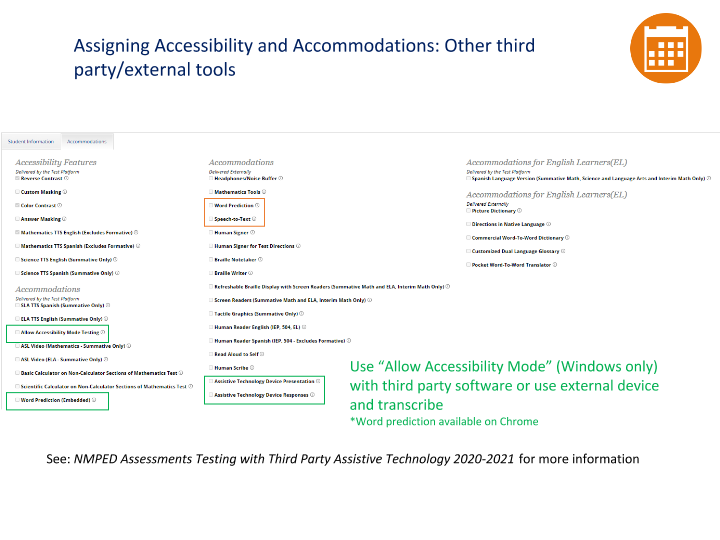 Assigning Accessibility and Accommodations: Other third
party/external tools
Student Information
Accommodations
Accessibility Features
Delivered by the Test Platform
Reverse Contrast
Custom Masking
Color Contrast
Answer Masking
Mathematics TTS English (Excludes Formative)
Mathematics TTS Spanish (Excludes Formative)
Science TTS English (Summative Only)
Science TTS Spanish (Summative Only)
Accommodations
Delivered by the Test Platform
SLA TTS Spanish (Summative Only)
ELA TTS English (Summative Only)
Allow Accessibility Mode Testing
ASL Video (Mathematics - Summative Only)
ASL Video (ELA - Summative Only)
Basic Calculator on Non-Calculator Sections of Mathematics Test
Scientific Calculator on Non-Calculator Sections of Mathematics Test
Word Prediction (Embedded)
Accommodations
Delivered Externally
Headphones/Noise Buffer
Mathematics Tools
Word Prediction
Speech-to-Text
Human Signer
Human Signer for Test Directions
Braille Notetaker
Braille Writer
Refreshable Braille Display with Screen Readers (Summative Math and ELA, Interim Math Only)
Screen Readers (Summative Math and ELA, Interim Math Only)
Tactile Graphics (Summative Only)
Human Reader English (IEP, 504, EL)
Human Reader Spanish (IEP, 504 - Excludes Formative)
Read Aloud to Self
Human Scribe
Assistive Technology Device Presentation
Assistive Technology Device Responses
Accommodations for English Learners(EL)
Delivered by the Test Platform
Spanish Language Version (Summative Math, Science and Language Arts and Interim Math Only)
Accommodations for English Learners(EL)
Delivered Externally
Picture Dictionary
Directions in Native Language
Commercial Word-To-Word Dictionary
Customized Dual Language Glossary
Pocket Word-To-Word Translator
Use “Allow Accessibility Mode” (Windows only)
with third party software or use external device
and transcribe
*Word prediction available on Chrome
See: NMPED Assessments Testing with Third Party Assistive Technology 2020-2021 for more information